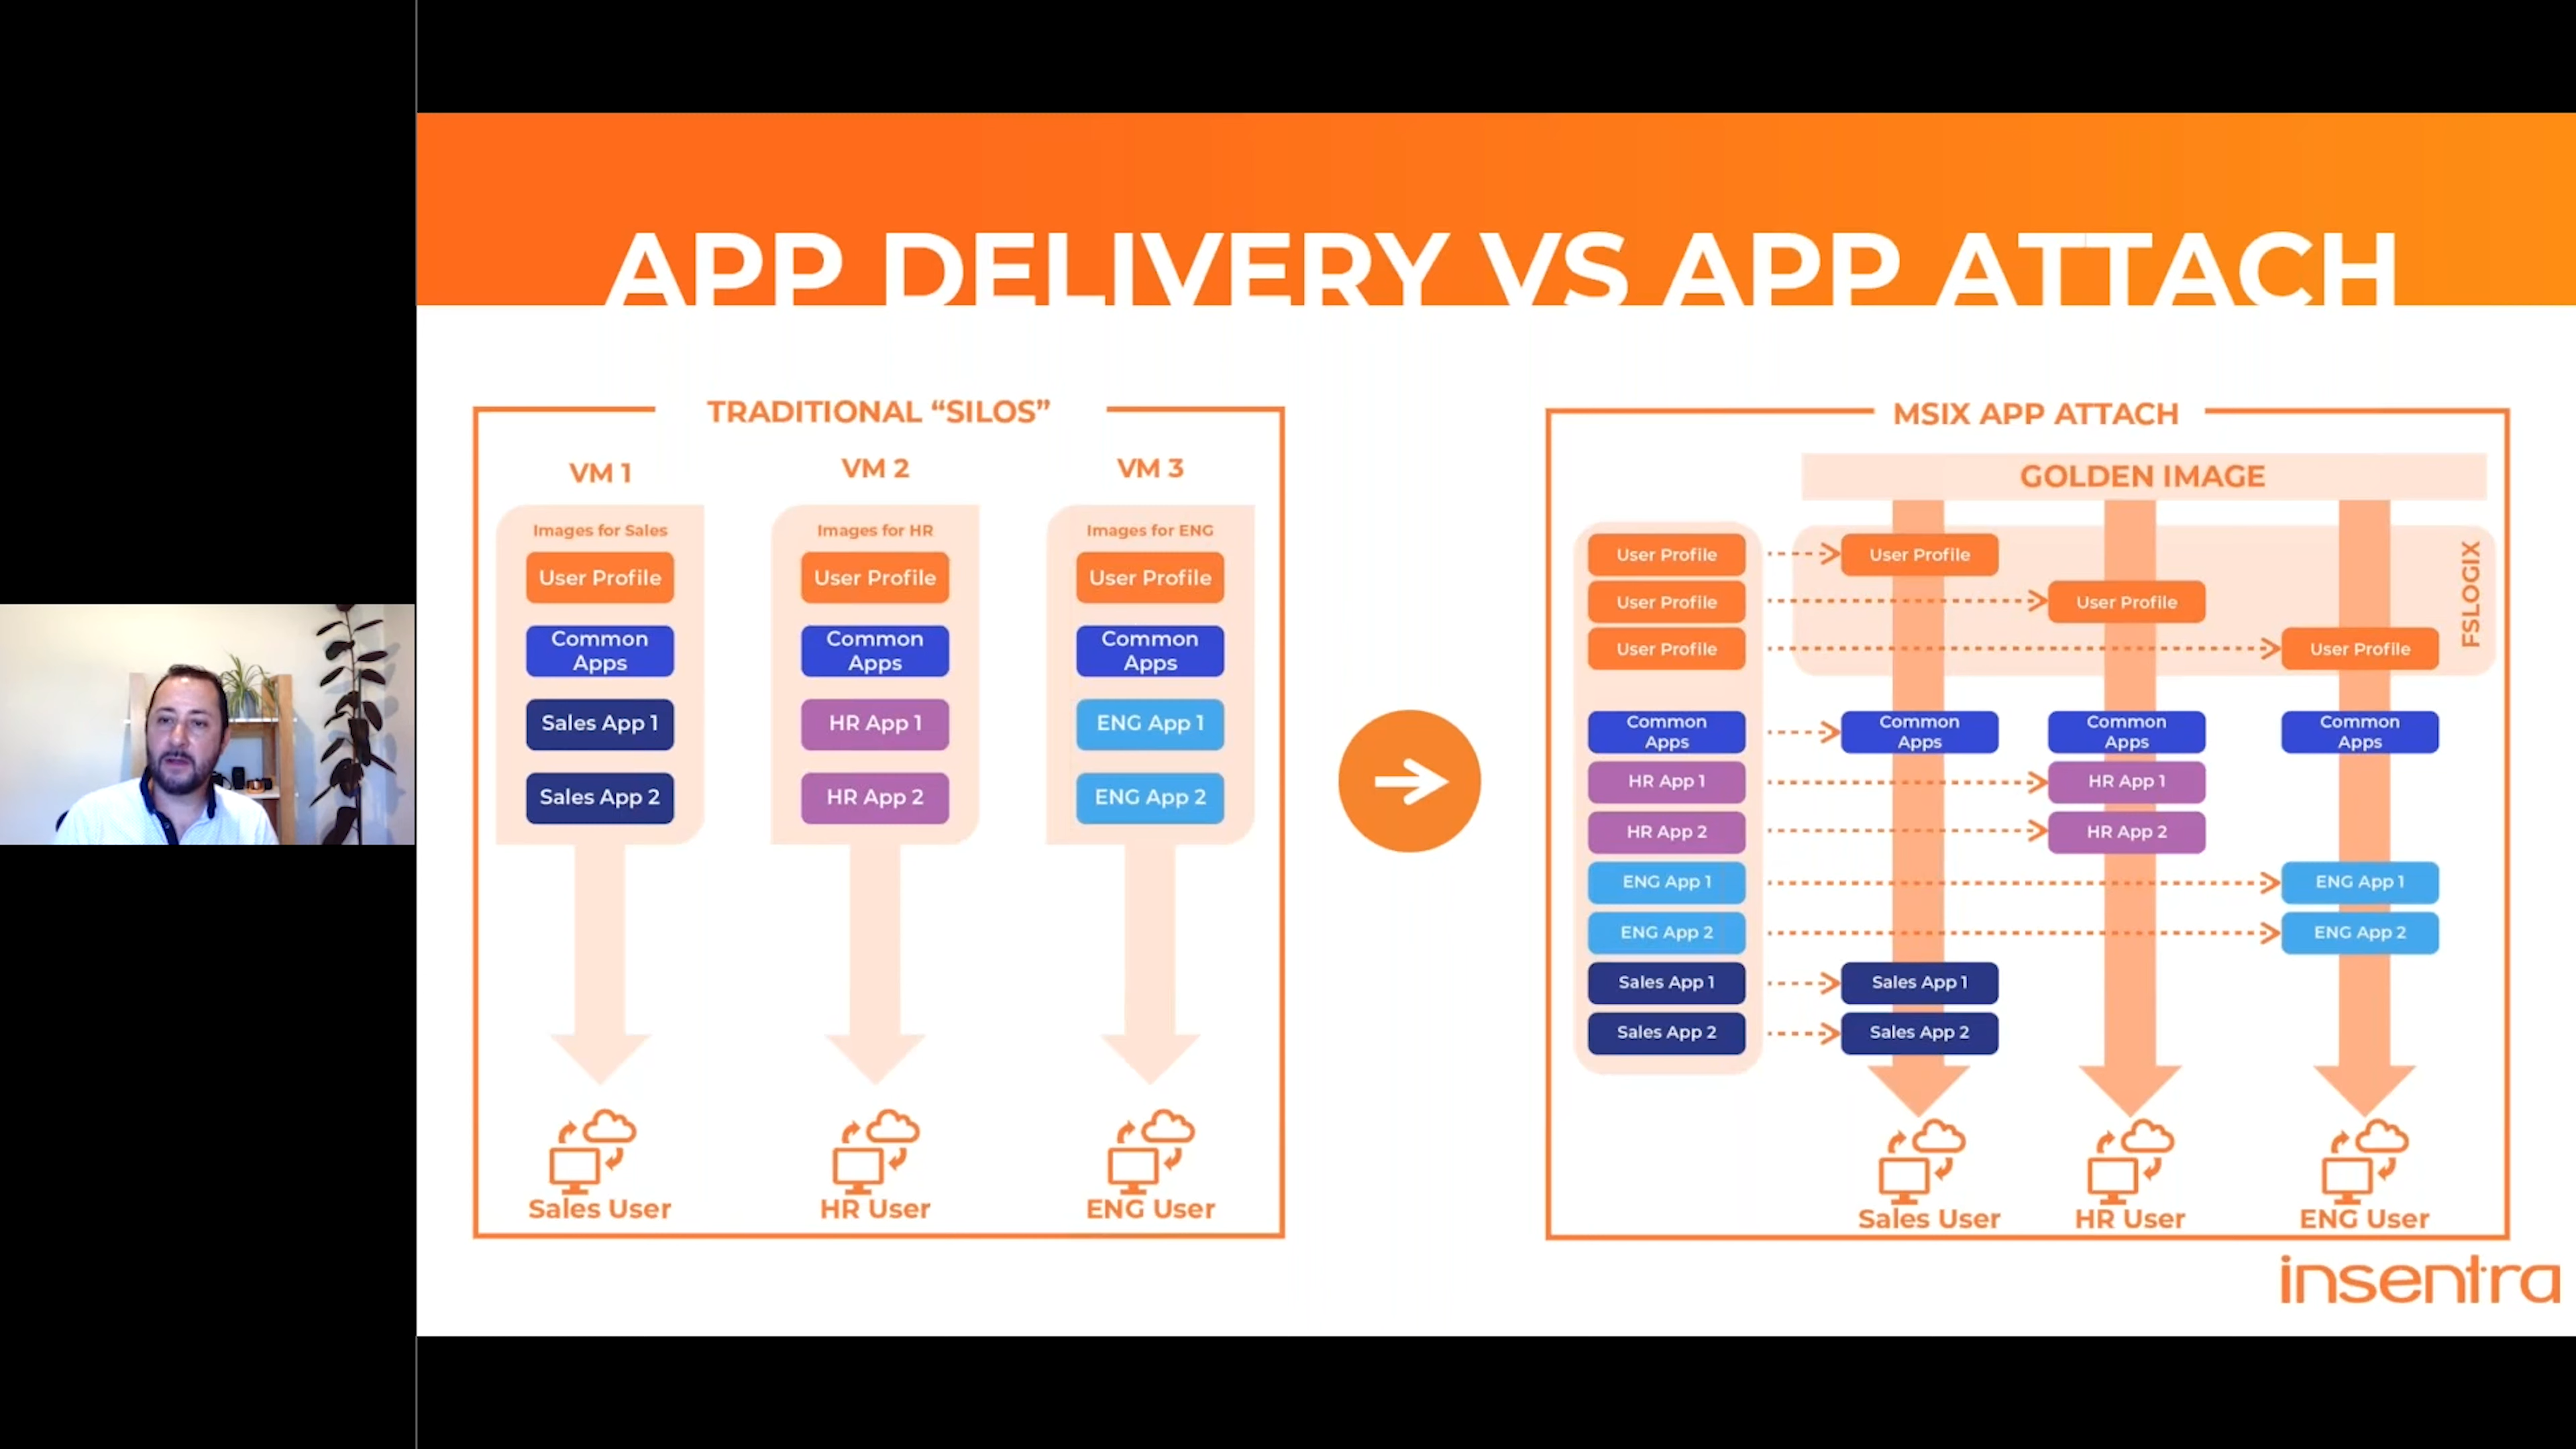 APP DELIVERY VS APP ATTACH
TRADITIONAL “SILOS”
VM 1
Images for Sales
User Profile
Common
Apps
Sales App 1
Sales App 2
Sales User
VM 2
Images for HR
User Profile
Common
Apps
HR App 1
HR App 2
HR User
VM 3
Images for ENG
User Profile
Common
Apps
ENG App 1
ENG App 2
ENG User
MSIX APP ATTACH
GOLDEN IMAGE
User Profile
User Profile
User Profile
Common
Apps
HR App 1
HR App 2
ENG App 1
ENG App 2
Sales App 1
Sales App 2
User Profile
Common
Apps
Sales App 1
Sales App 2
Sales User
User Profile
Common
Apps
HR App 1
HR App 2
HR User
User Profile
Common
Apps
ENG App 1
ENG App 2
ENG User
FSLOGIX
insentra